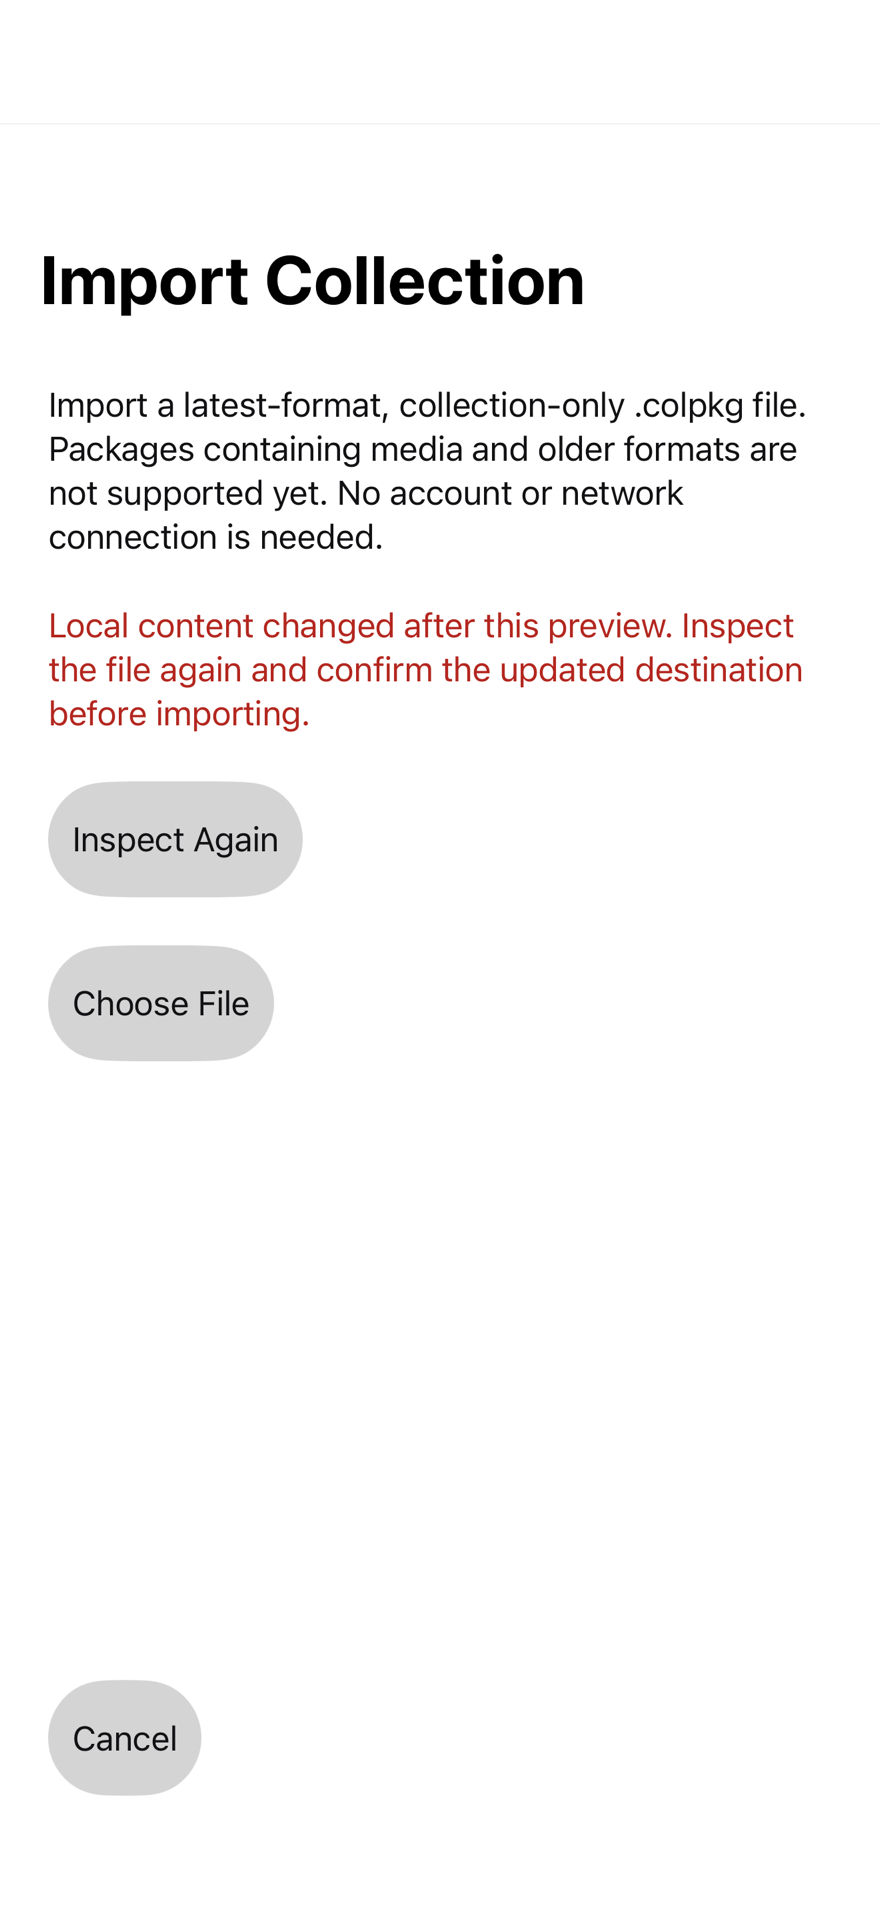 Import Collection
Import a latest-format, collection-only .colpkg file.
Packages containing media and older formats are
not supported yet. No account or network
connection is needed.
Local content changed after this preview. Inspect
the file again and confirm the updated destination
before importing.
Inspect Again
Choose File
Cancel